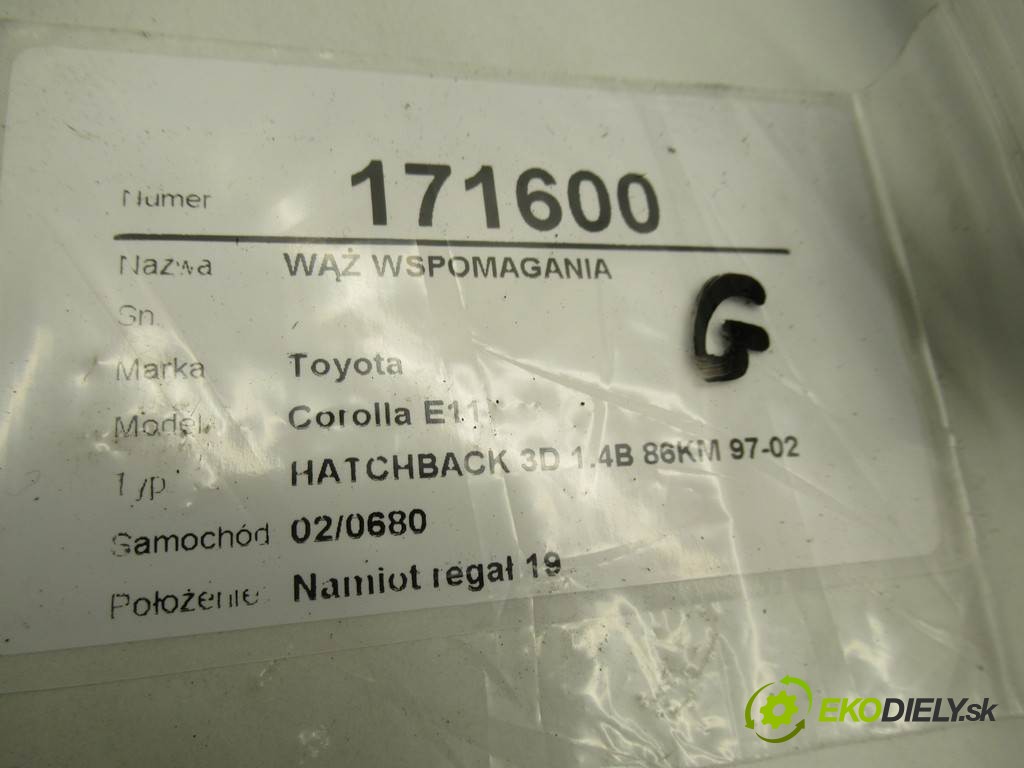 Numer 171600
Nazwa WĄŻ WSPOMAGANIA
Gn
G
Marka Toyota
Model Corolla E11
Typ HATCHBACK 3D 1.4B 86KM 97-02
Samochód 02/0680
Położenie Namiot regał 19
EKODIELY.sk